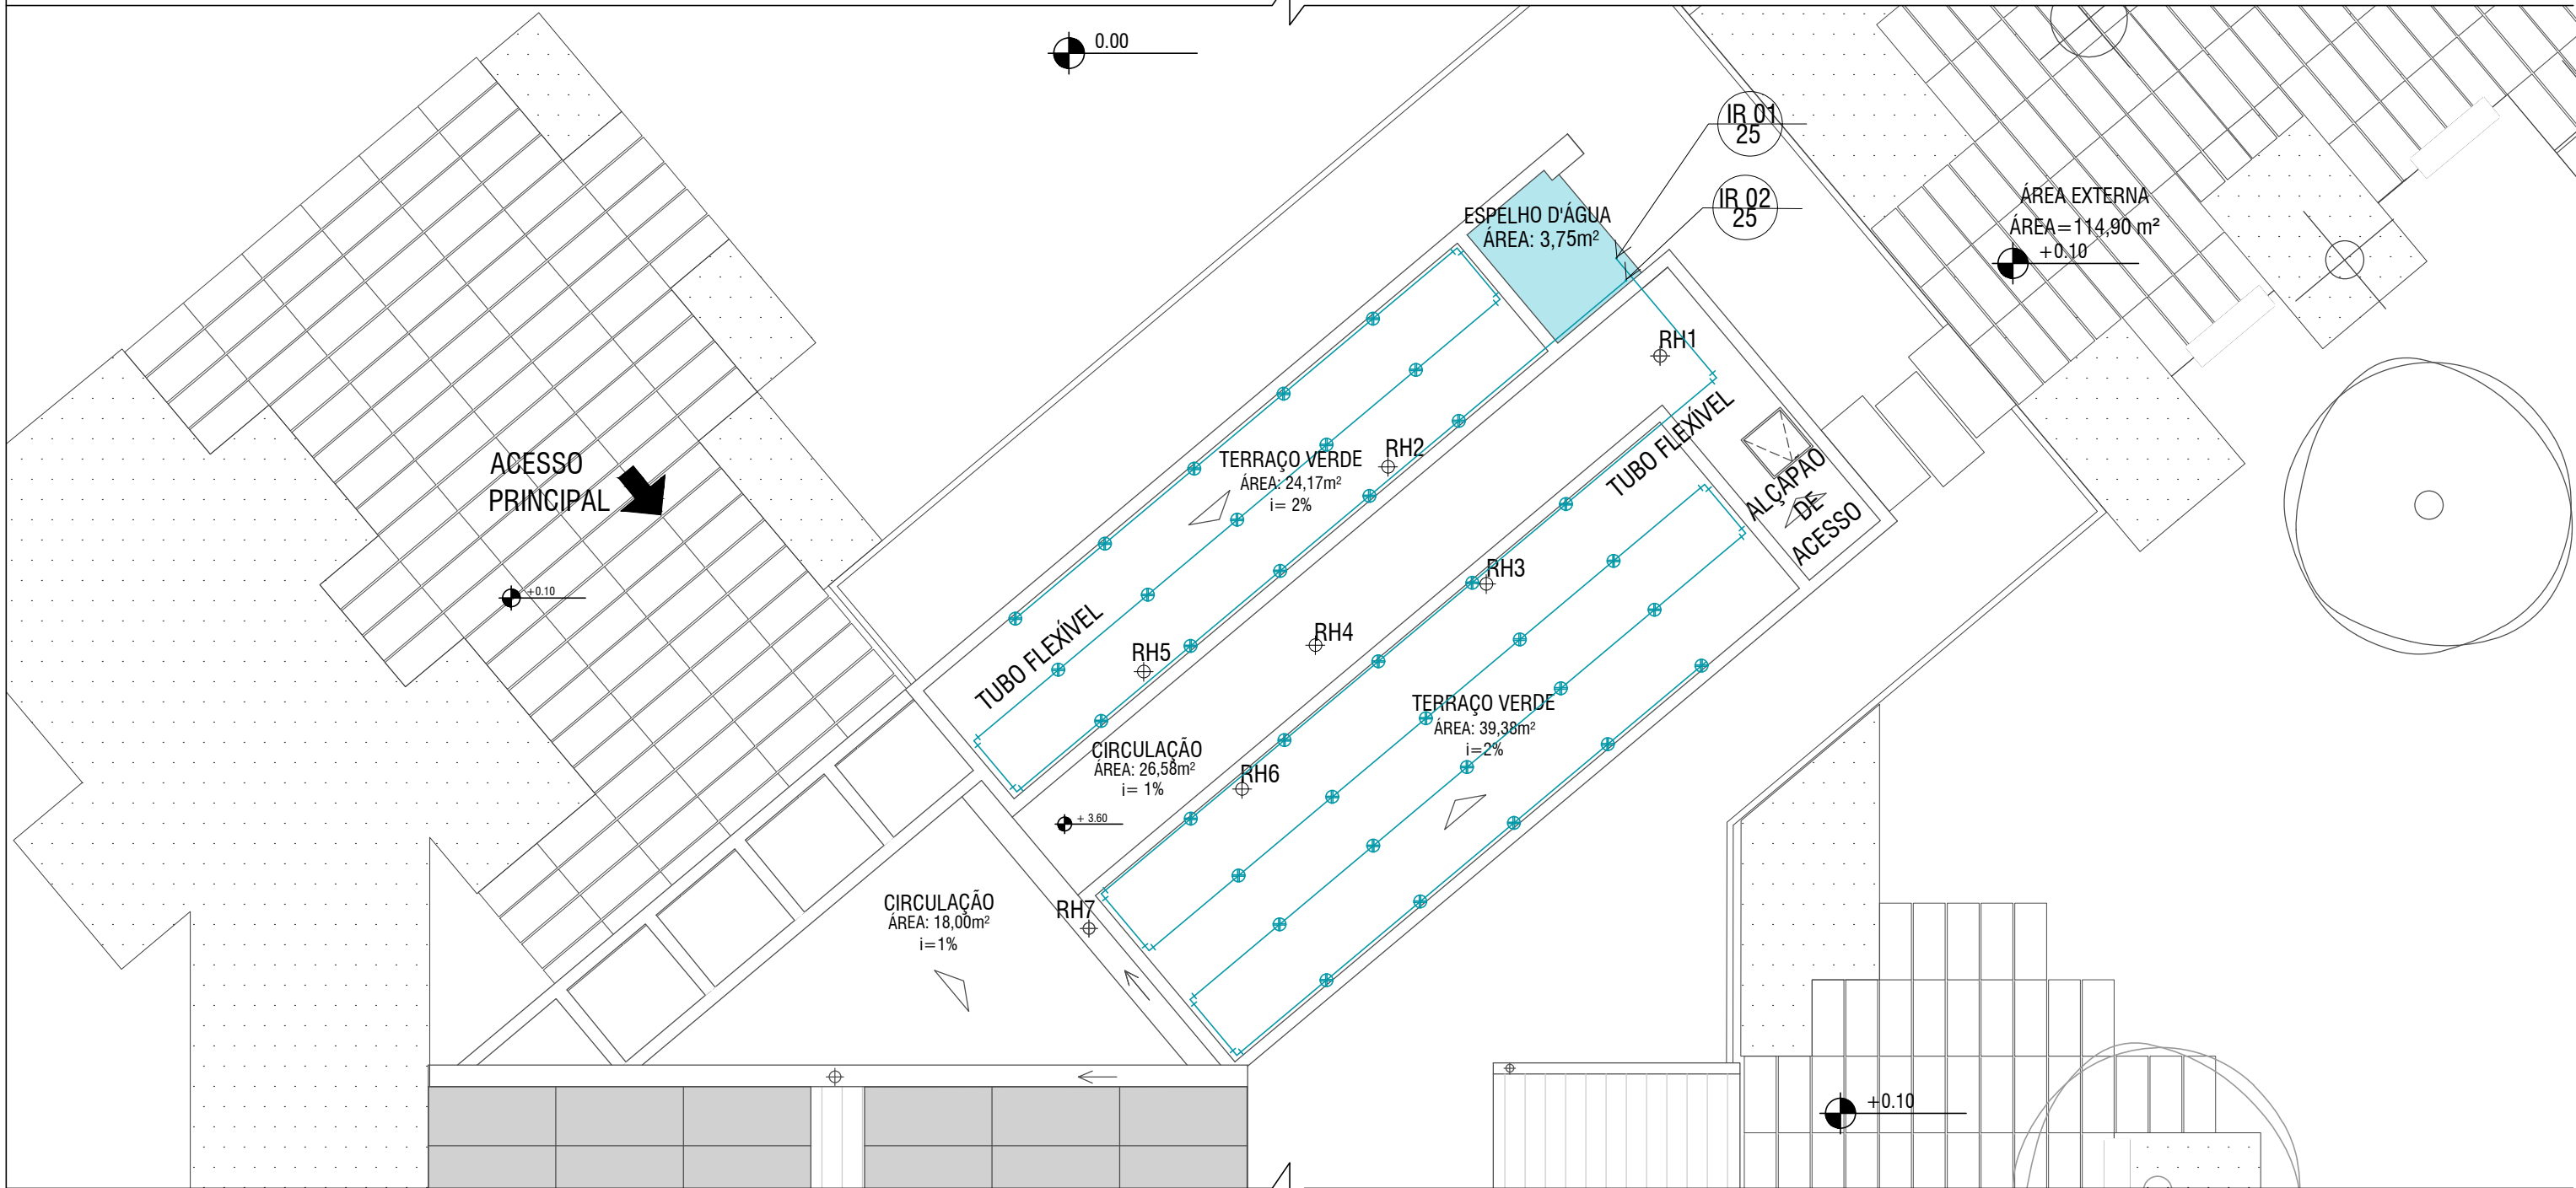 0.00
IR 01
25
IR 02
25
ÁREA EXTERNA
ÁREA=114,90 m²
+0.10
ESPELHO D'ÁGUA
ÁREA: 3,75m²
RH1
TUBO FLEXÍVEL
ALÇAPÃO
DE
ACESSO
RH2
TERRAÇO VERDE
ÁREA: 24,17m²
i= 2%
ACESSO
PRINCIPAL
+0.10
RH3
RH4
RH5
TUBO FLEXÍVEL
TERRAÇO VERDE
ÁREA: 39,38m²
i=2%
CIRCULAÇÃO
ÁREA: 26,58m²
i= 1%
RH6
+ 3.60
CIRCULAÇÃO
ÁREA: 18,00m²
i=1%
RH7
+0.10